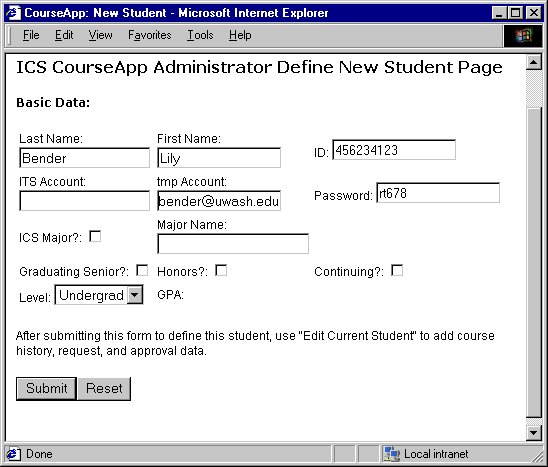 CourseApp: New Student - Microsoft Internet Explorer
File Edit View Favorites Tools Help
ICS CourseApp Administrator Define New Student Page
Basic Data:
Last Name: First Name:
Bender Lily ID: 456234123
ITS Account: tmp Account:
bender@uwash.edu Password: rt678
ICS Major?: Major Name:
Graduating Senior?: Honors?: Continuing?:
Level: Undergrad GPA:
After submitting this form to define this student, use "Edit Current Student" to add course
history, request, and approval data.
Submit Reset
Done Local intranet